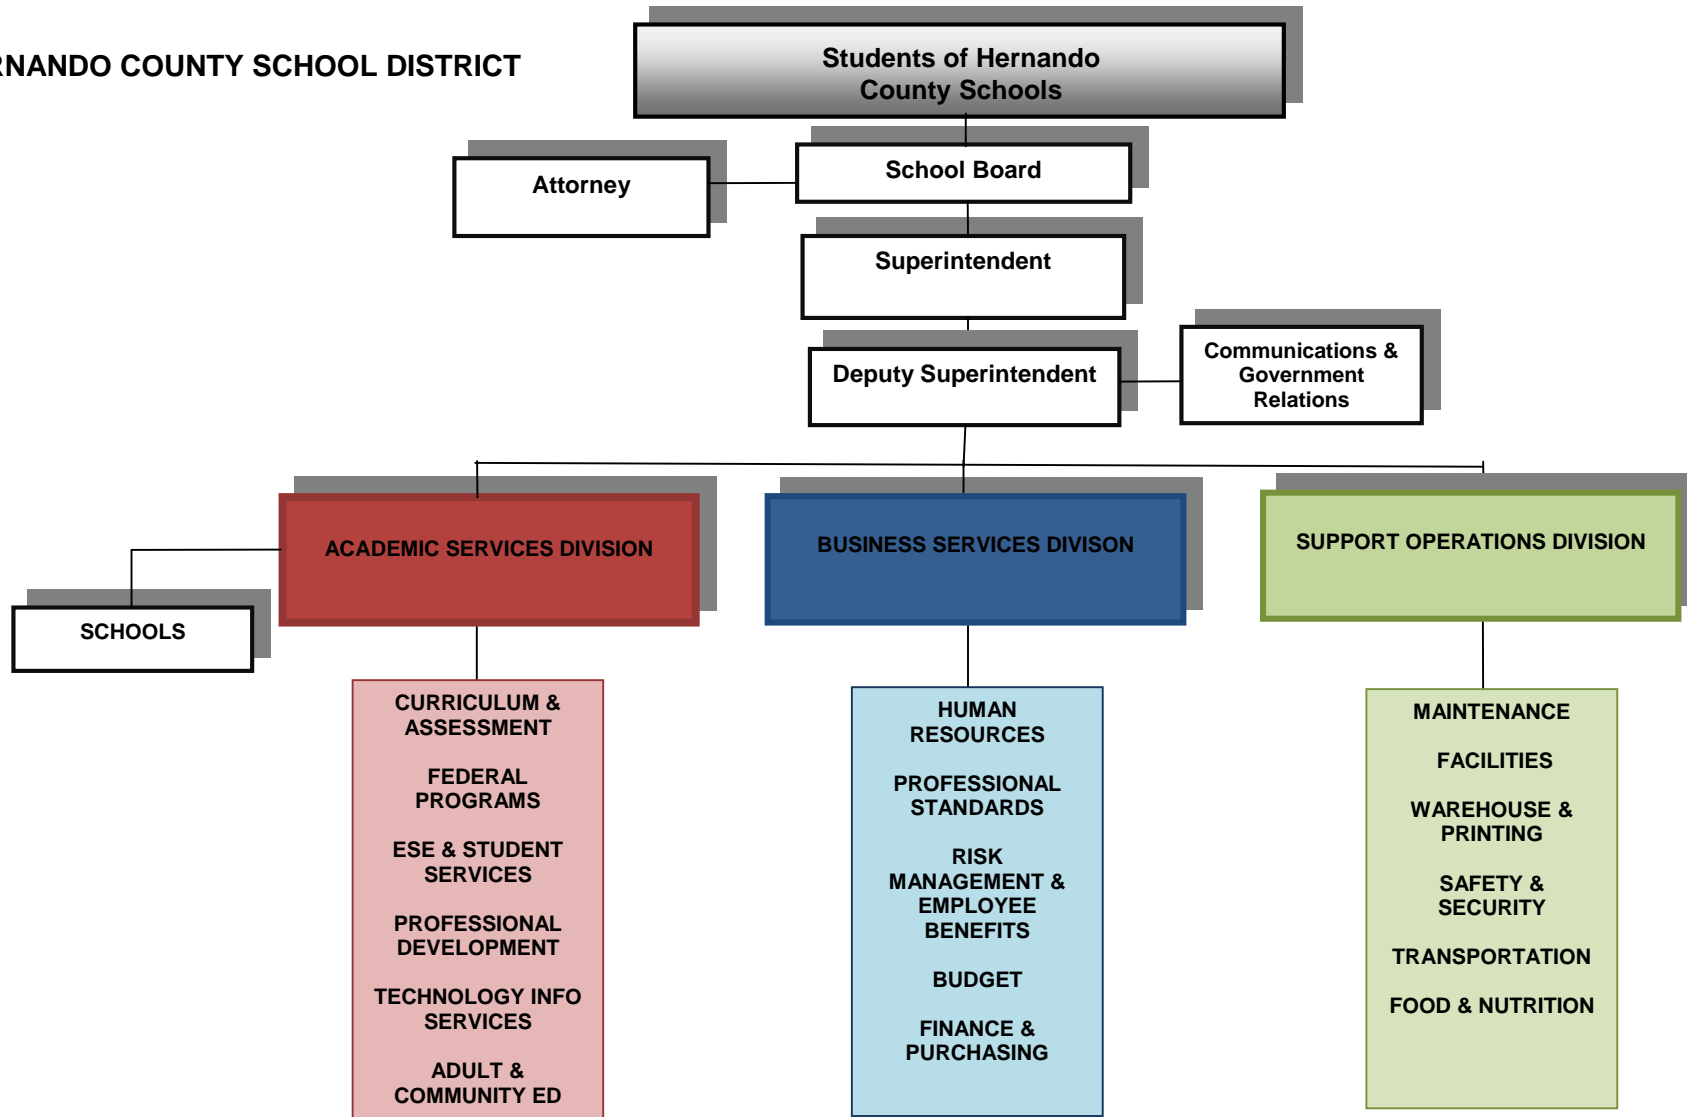 RNANDO COUNTY SCHOOL DISTRICT
Students of Hernando
County Schools
Attorney
School Board
Superintendent
Deputy Superintendent
Communications &
Government
Relations
ACADEMIC SERVICES DIVISION
BUSINESS SERVICES DIVISON
SUPPORT OPERATIONS DIVISION
SCHOOLS
CURRICULUM &
ASSESSMENT
FEDERAL
PROGRAMS
ESE & STUDENT
SERVICES
PROFESSIONAL
DEVELOPMENT
TECHNOLOGY INFO
SERVICES
ADULT &
COMMUNITY ED
HUMAN
RESOURCES
PROFESSIONAL
STANDARDS
RISK
MANAGEMENT &
EMPLOYEE
BENEFITS
BUDGET
FINANCE &
PURCHASING
MAINTENANCE
FACILITIES
WAREHOUSE &
PRINTING
SAFETY &
SECURITY
TRANSPORTATION
FOOD & NUTRITION